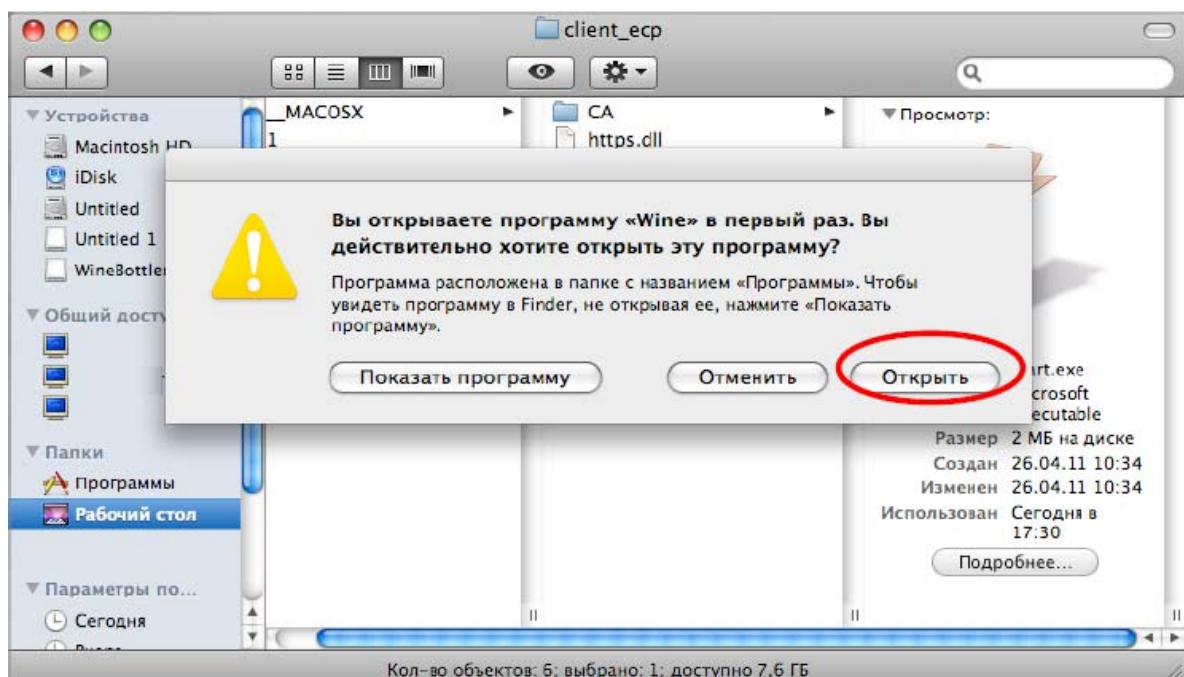 client_ecp
Устройства
Macintosh HD
iDisk
Untitled
Untitled 1
WineBottle
Общий досту
Папки
Программы
Рабочий стол
Параметры по...
Сегодня
__MACOSX
1
CA
https.dll
Просмотр:
Вы открываете программу «Wine» в первый раз. Вы
действительно хотите открыть эту программу?
Программа расположена в папке с названием «Программы». Чтобы
увидеть программу в Finder, не открывая ее, нажмите «Показать
программу».
Показать программу
Отменить
Открыть
rt.exe
crosoft
ecutable
Размер 2 МБ на диске
Создан 26.04.11 10:34
Изменен 26.04.11 10:34
Использован Сегодня в
17:30
Подробнее...
Кол-во объектов: 6; выбрано: 1; доступно 7,6 ГБ